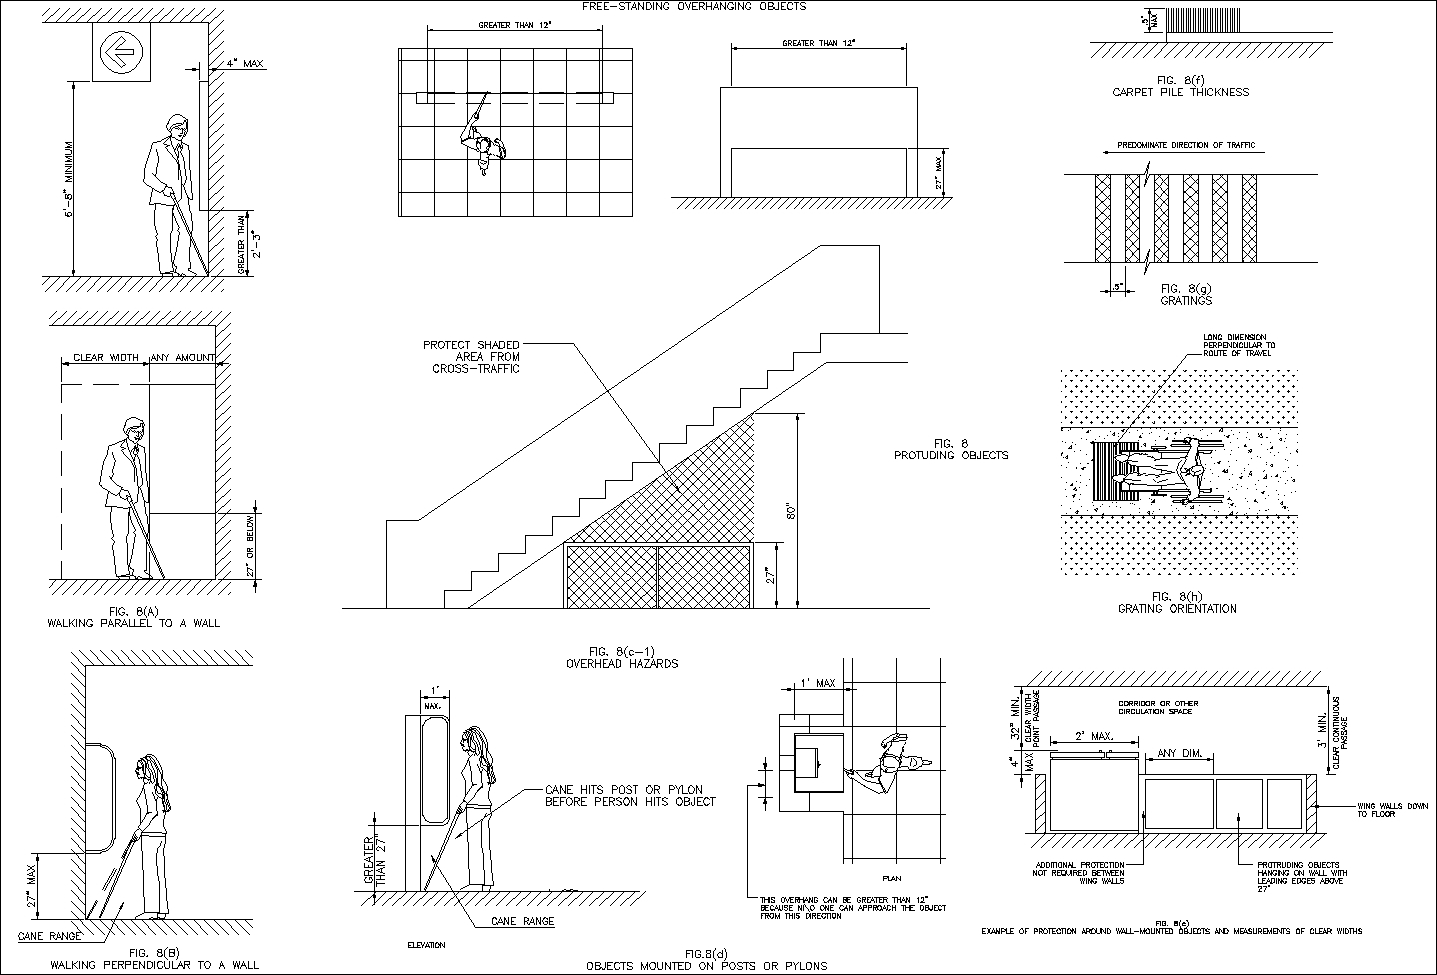 FREE-STANDING OVERHANGING OBJECTS
4" MAX
6'-8" MINIMUM
GREATER THAN
2'-3"
GREATER THAN 12"
GREATER THAN 12"
27" MAX
.5"
MAX
FIG. 8(f)
CARPET PILE THICKNESS
PREDOMINATE DIRECTION OF TRAFFIC
.5"
FIG. 8(g)
GRATINGS
CLEAR WIDTH
ANY AMOUNT
27" OR BELOW
FIG. 8(A)
WALKING PARALLEL TO A WALL
PROTECT SHADED
AREA FROM
CROSS-TRAFFIC
80"
27"
FIG. 8(c-1)
OVERHEAD HAZARDS
FIG. 8
PROTUDING OBJECTS
LONG DIMENSION
PERPENDICULAR TO
ROUTE OF TRAVEL
FIG. 8(h)
GRATING ORIENTATION
27" MAX
CANE RANGE
FIG. 8(B)
WALKING PERPENDICULAR TO A WALL
1'
MAX.
GREATER
THAN 27"
CANE HITS POST OR PYLON
BEFORE PERSON HITS OBJECT
CANE RANGE
ELEVATION
1' MAX
PLAN
THIS OVERHANG CAN BE GREATER THAN 12"
BECAUSE NI\O ONE CAN APPROACH THE OBJECT
FROM THIS DIRECTION
FIG.8(d)
OBJECTS MOUNTED ON POSTS OR PYLONS
32" MIN.
CLEAR WIDTH
POINT PASSAGE
4" MAX
CORRIDOR OR OTHER
CIRCULATION SPACE
2' MAX.
ANY DIM.
3' MIN.
CLEAR CONTINUOUS
PASSAGE
WING WALLS DOWN
TO FLOOR
ADDITIONAL PROTECTION
NOT REQUIRED BETWEEN
WING WALLS
PROTRUDING OBJECTS
HANGING ON WALL WITH
LEADING EDGES ABOVE
27"
FIG. 8(e)
EXAMPLE OF PROTECTION AROUND WALL-MOUNTED OBJECTS AND MEASUREMENTS OF CLEAR WIDTHS